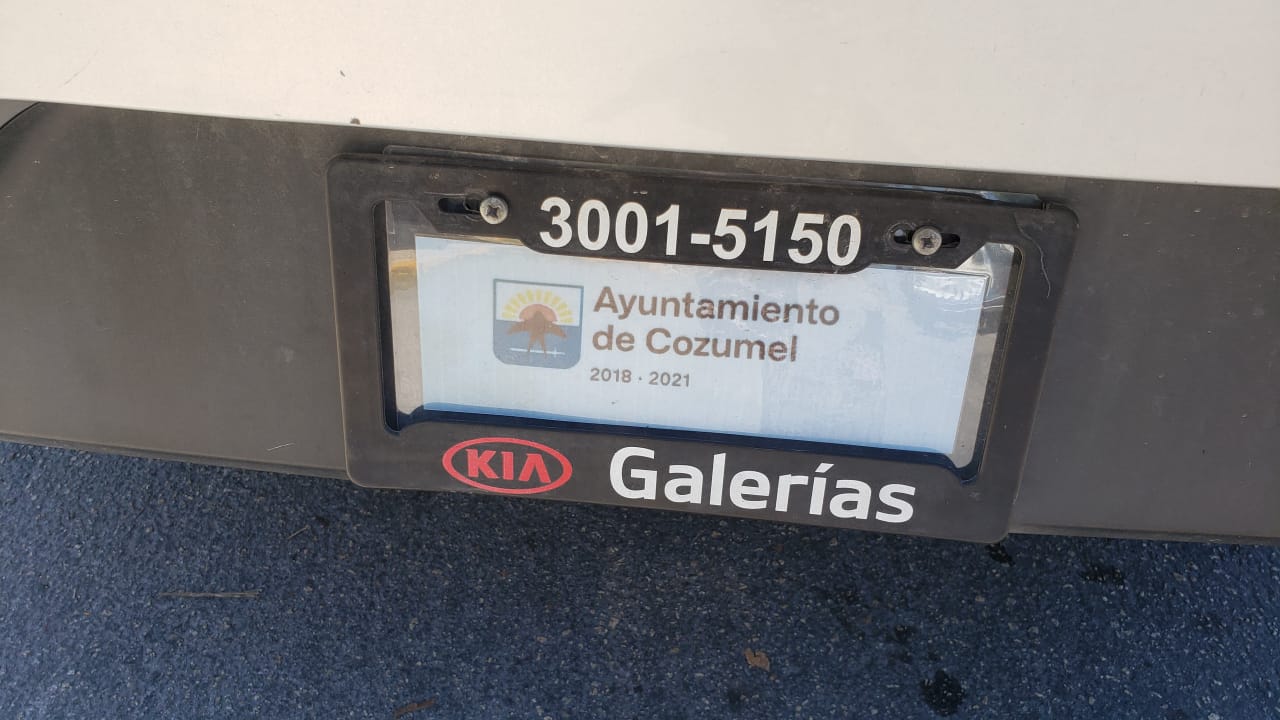 3001-5150
Ayuntamiento
de Cozumel
2018 · 2021
KIA Galerías